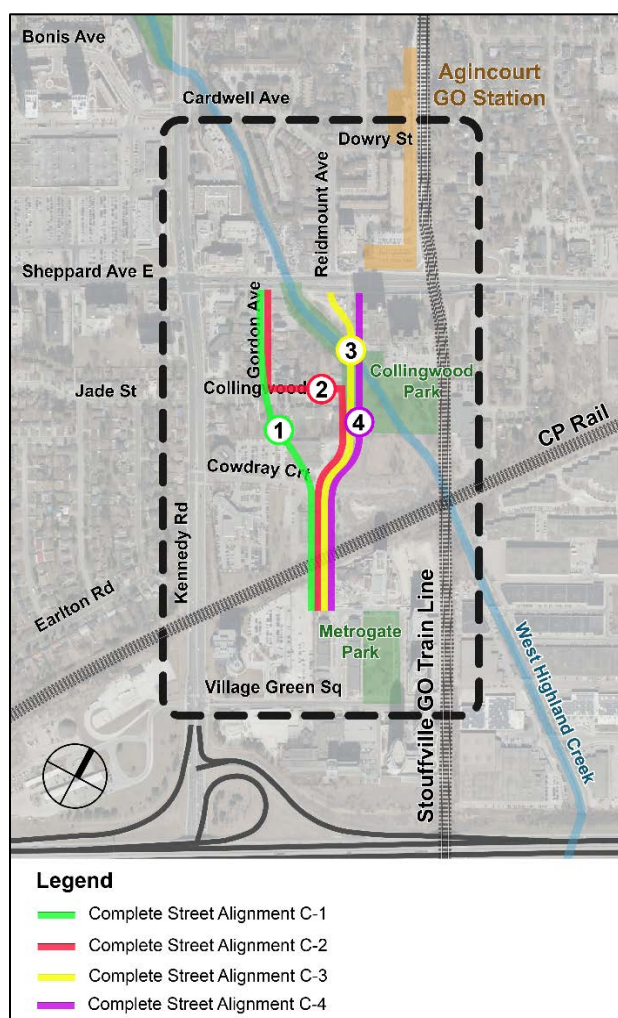 Bonis Ave
Cardwell Ave
Agincourt
GO Station
Dowry St
Reidmount Ave
Sheppard Ave E
Gordon Ave
3
Collingwood
Park
Jade St
Collingwood
2
1
4
CP Rail
Cowdray Crt
Kennedy Rd
Earlton Rd
Metrogate
Park
Stouffville GO Train Line
West Highland Creek
Village Green Sq
Legend
Complete Street Alignment C-1
Complete Street Alignment C-2
Complete Street Alignment C-3
Complete Street Alignment C-4